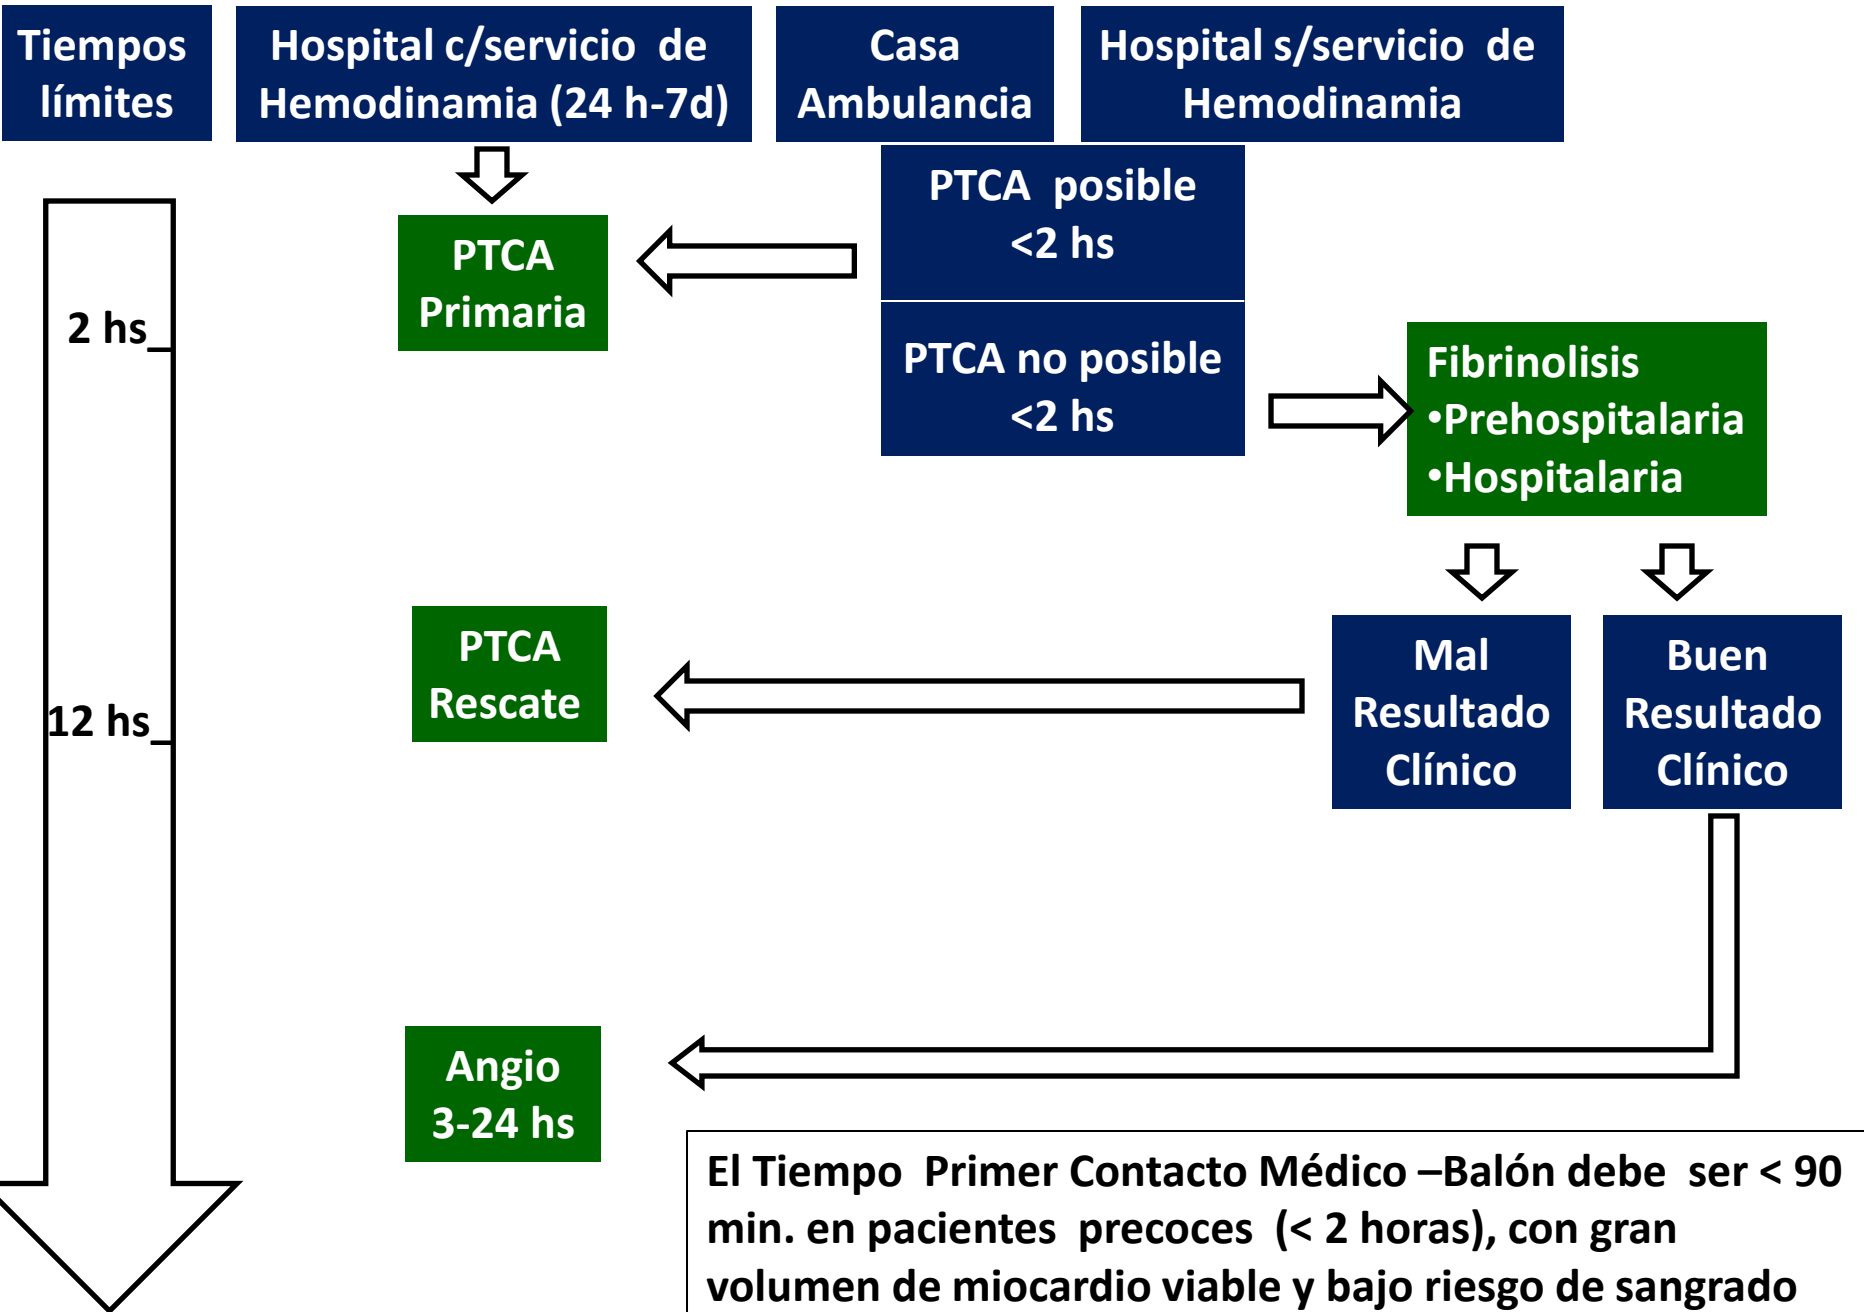 Tiempos
límites
Hospital c/servicio de
Hemodinamia (24 h-7d)
Casa
Ambulancia
Hospital s/servicio de
Hemodinamia
PTCA posible
<2 hs
PTCA
Primaria
2 hs_
PTCA no posible
<2 hs
Fibrinolisis
•Prehospitalaria
•Hospitalaria
PTCA
Rescate
12 hs_
Mal
Resultado
Clínico
Buen
Resultado
Clínico
Angio
3-24 hs
El Tiempo Primer Contacto Médico –Balón debe ser < 90
min. en pacientes precoces (< 2 horas), con gran
volumen de miocardio viable y bajo riesgo de sangrado